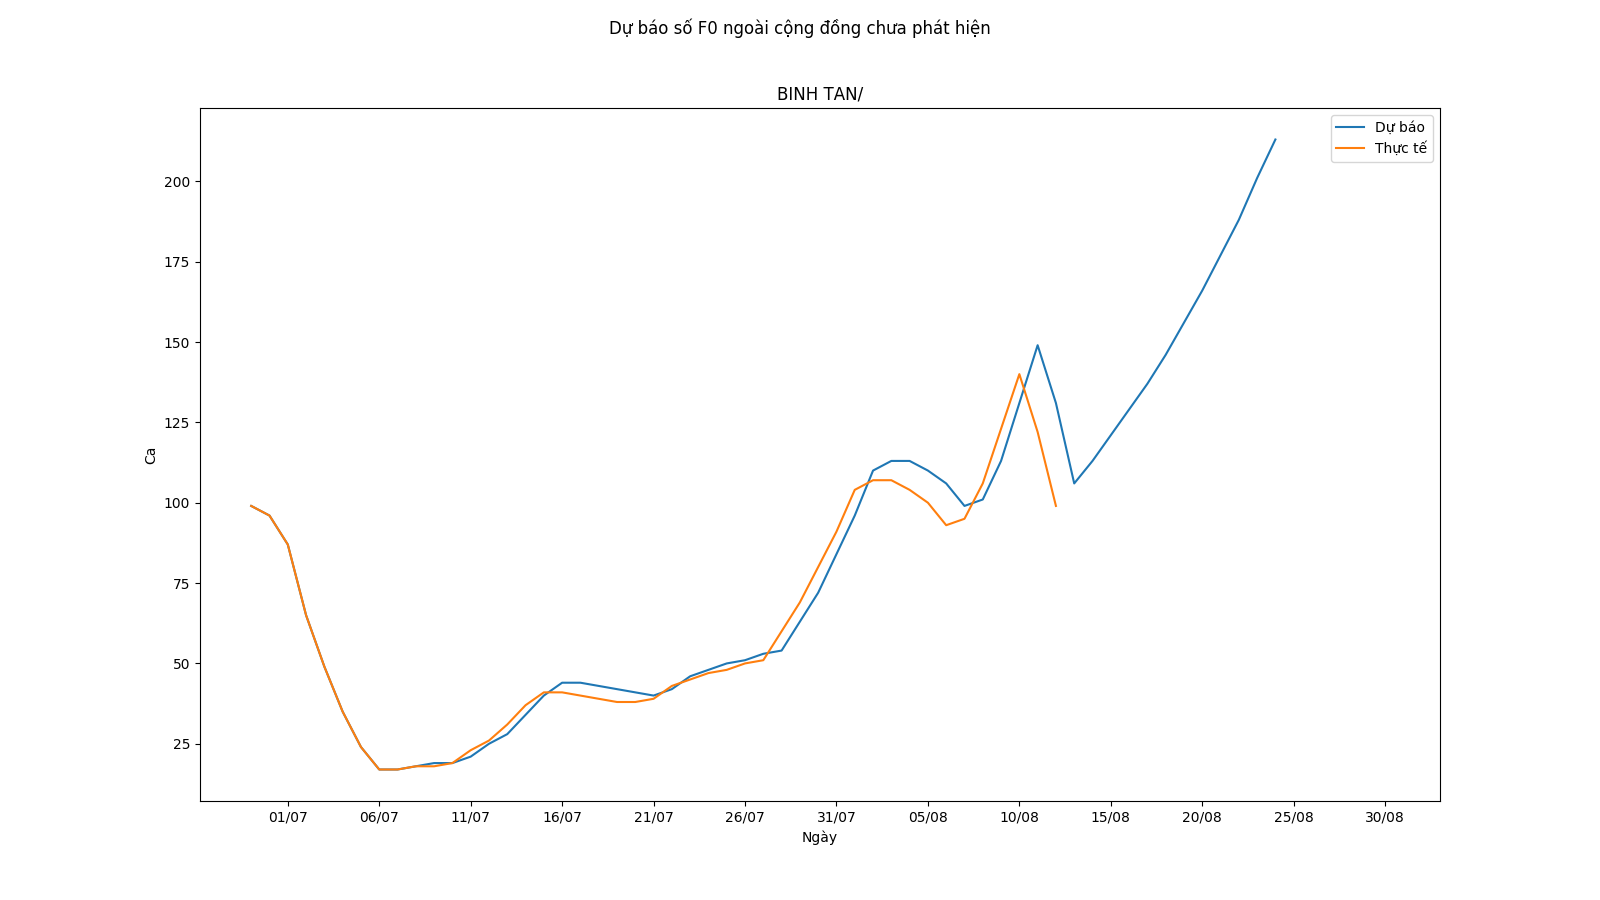 Dự báo số F0 ngoài cộng đồng chưa phát hiện
BINH TAN/
Dự báo
Thực tế
200
175
150
125
100
75
50
25
Ca
01/07 06/07 11/07 16/07 21/07 26/07 31/07 05/08 10/08 15/08 20/08 25/08 30/08
Ngày